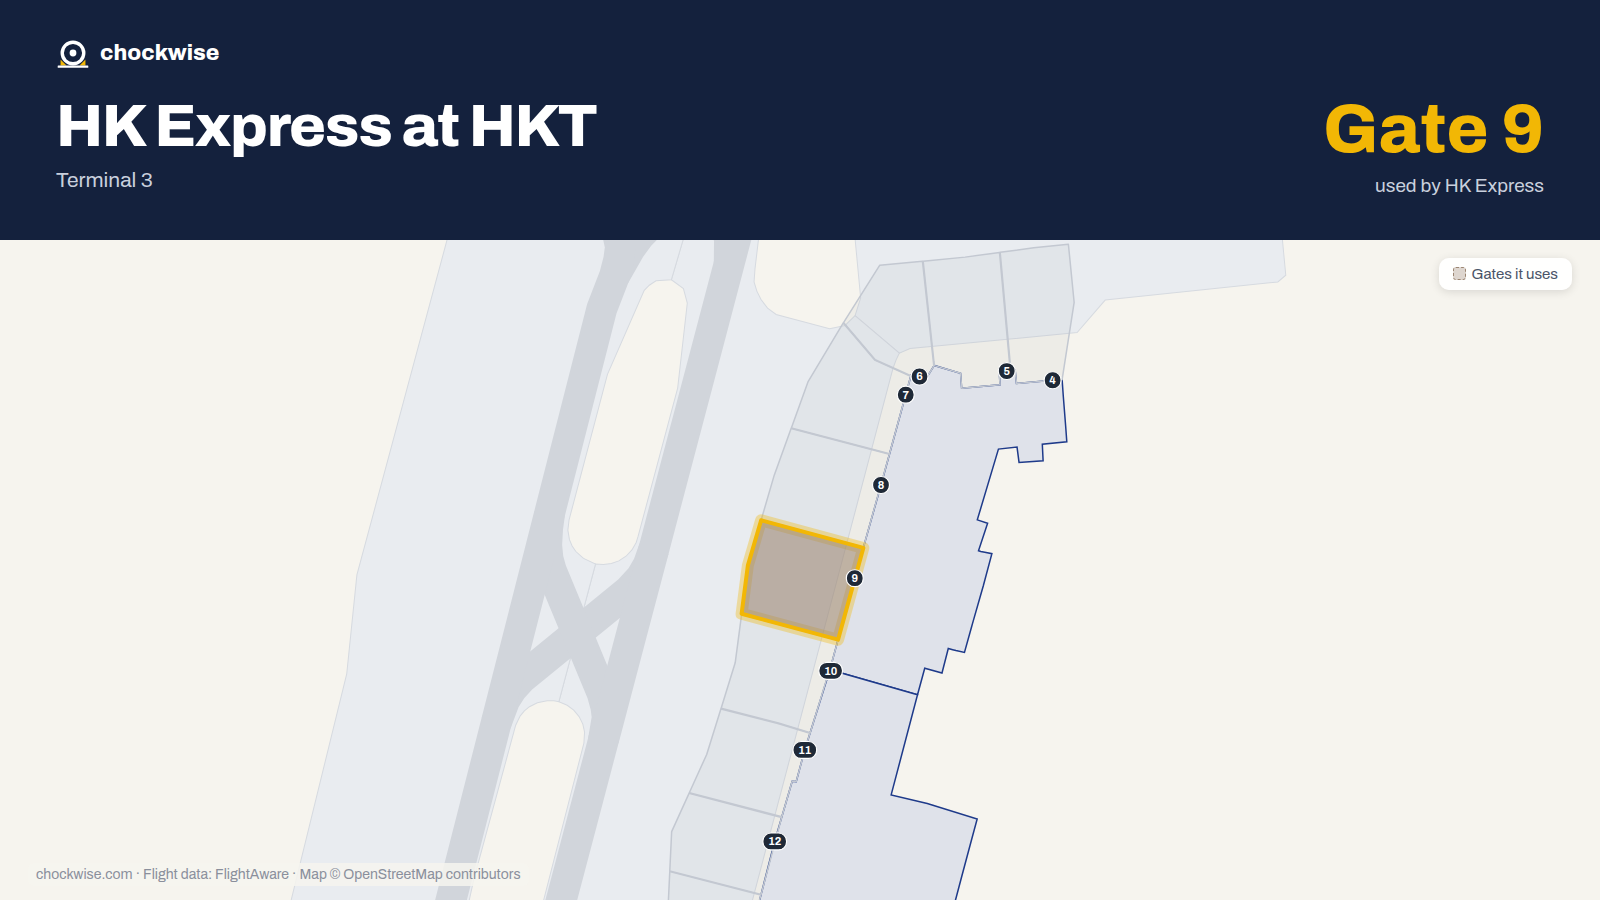 chockwise
HK Express at HKT
Terminal 3
Gate 9
used by HK Express
Gates it uses
6
5
4
7
8
9
10
11
12
chockwise.com · Flight data: FlightAware · Map © OpenStreetMap contributors